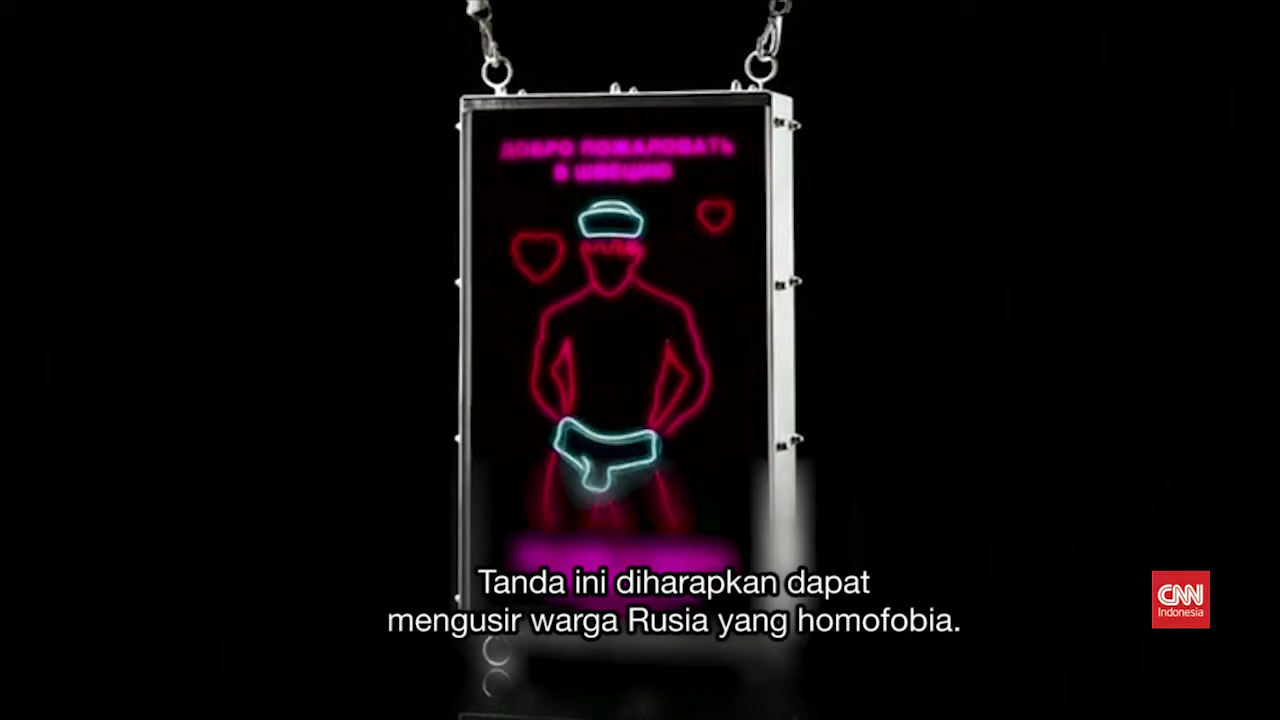 ДОБРО ПОЖАЛОВАТЬ
В ШВЕЦИЮ
Tanda ini diharapkan dapat
mengusir warga Rusia yang homofobia.
CNN
Indonesia